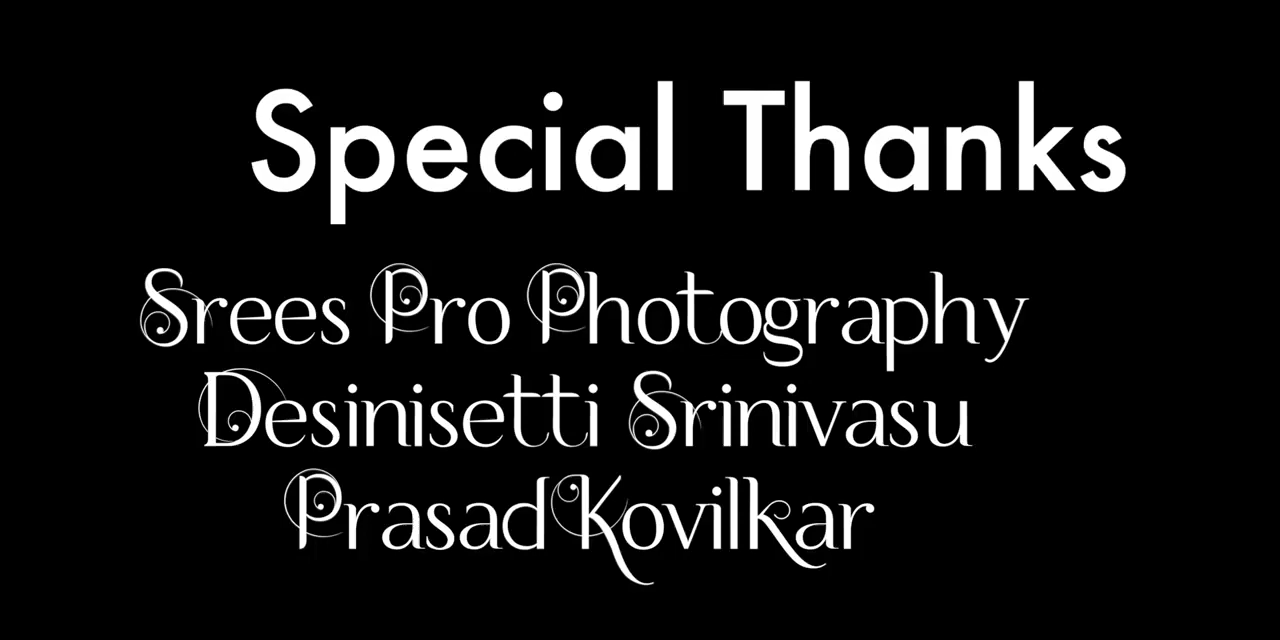 Special Thanks
Srees Pro Photography
Desinisetti Srinivasu
Prasad Kovilkar